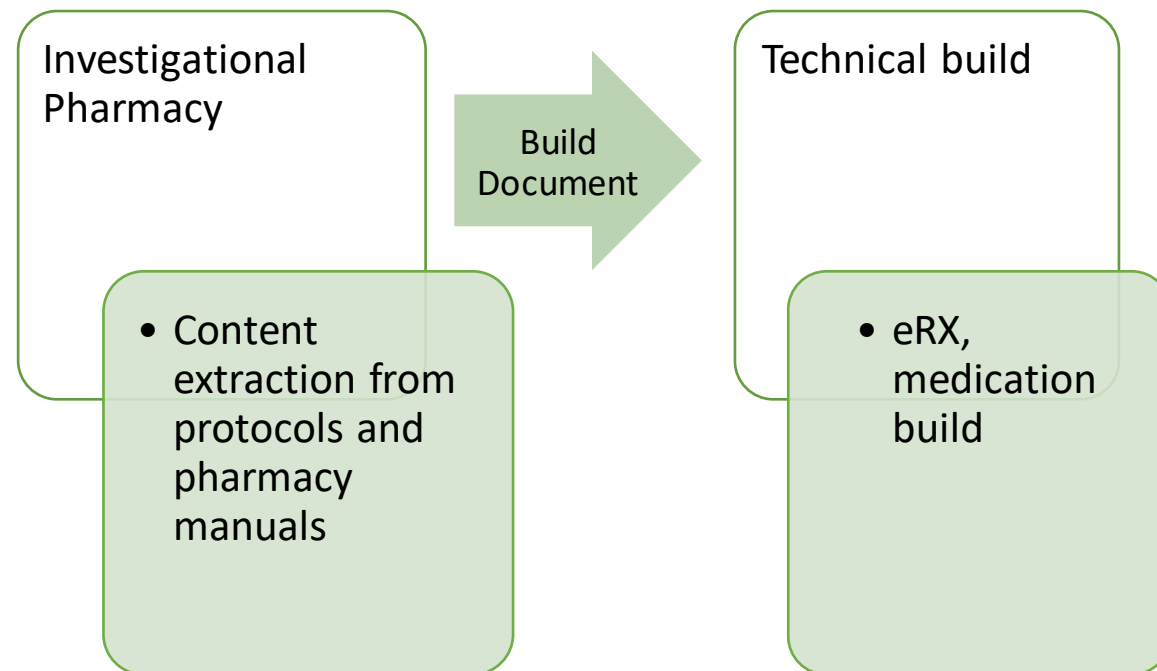 Investigational
Pharmacy
• Content
extraction from
protocols and
pharmacy
manuals
Build
Document
Technical build
• eRX,
medication
build